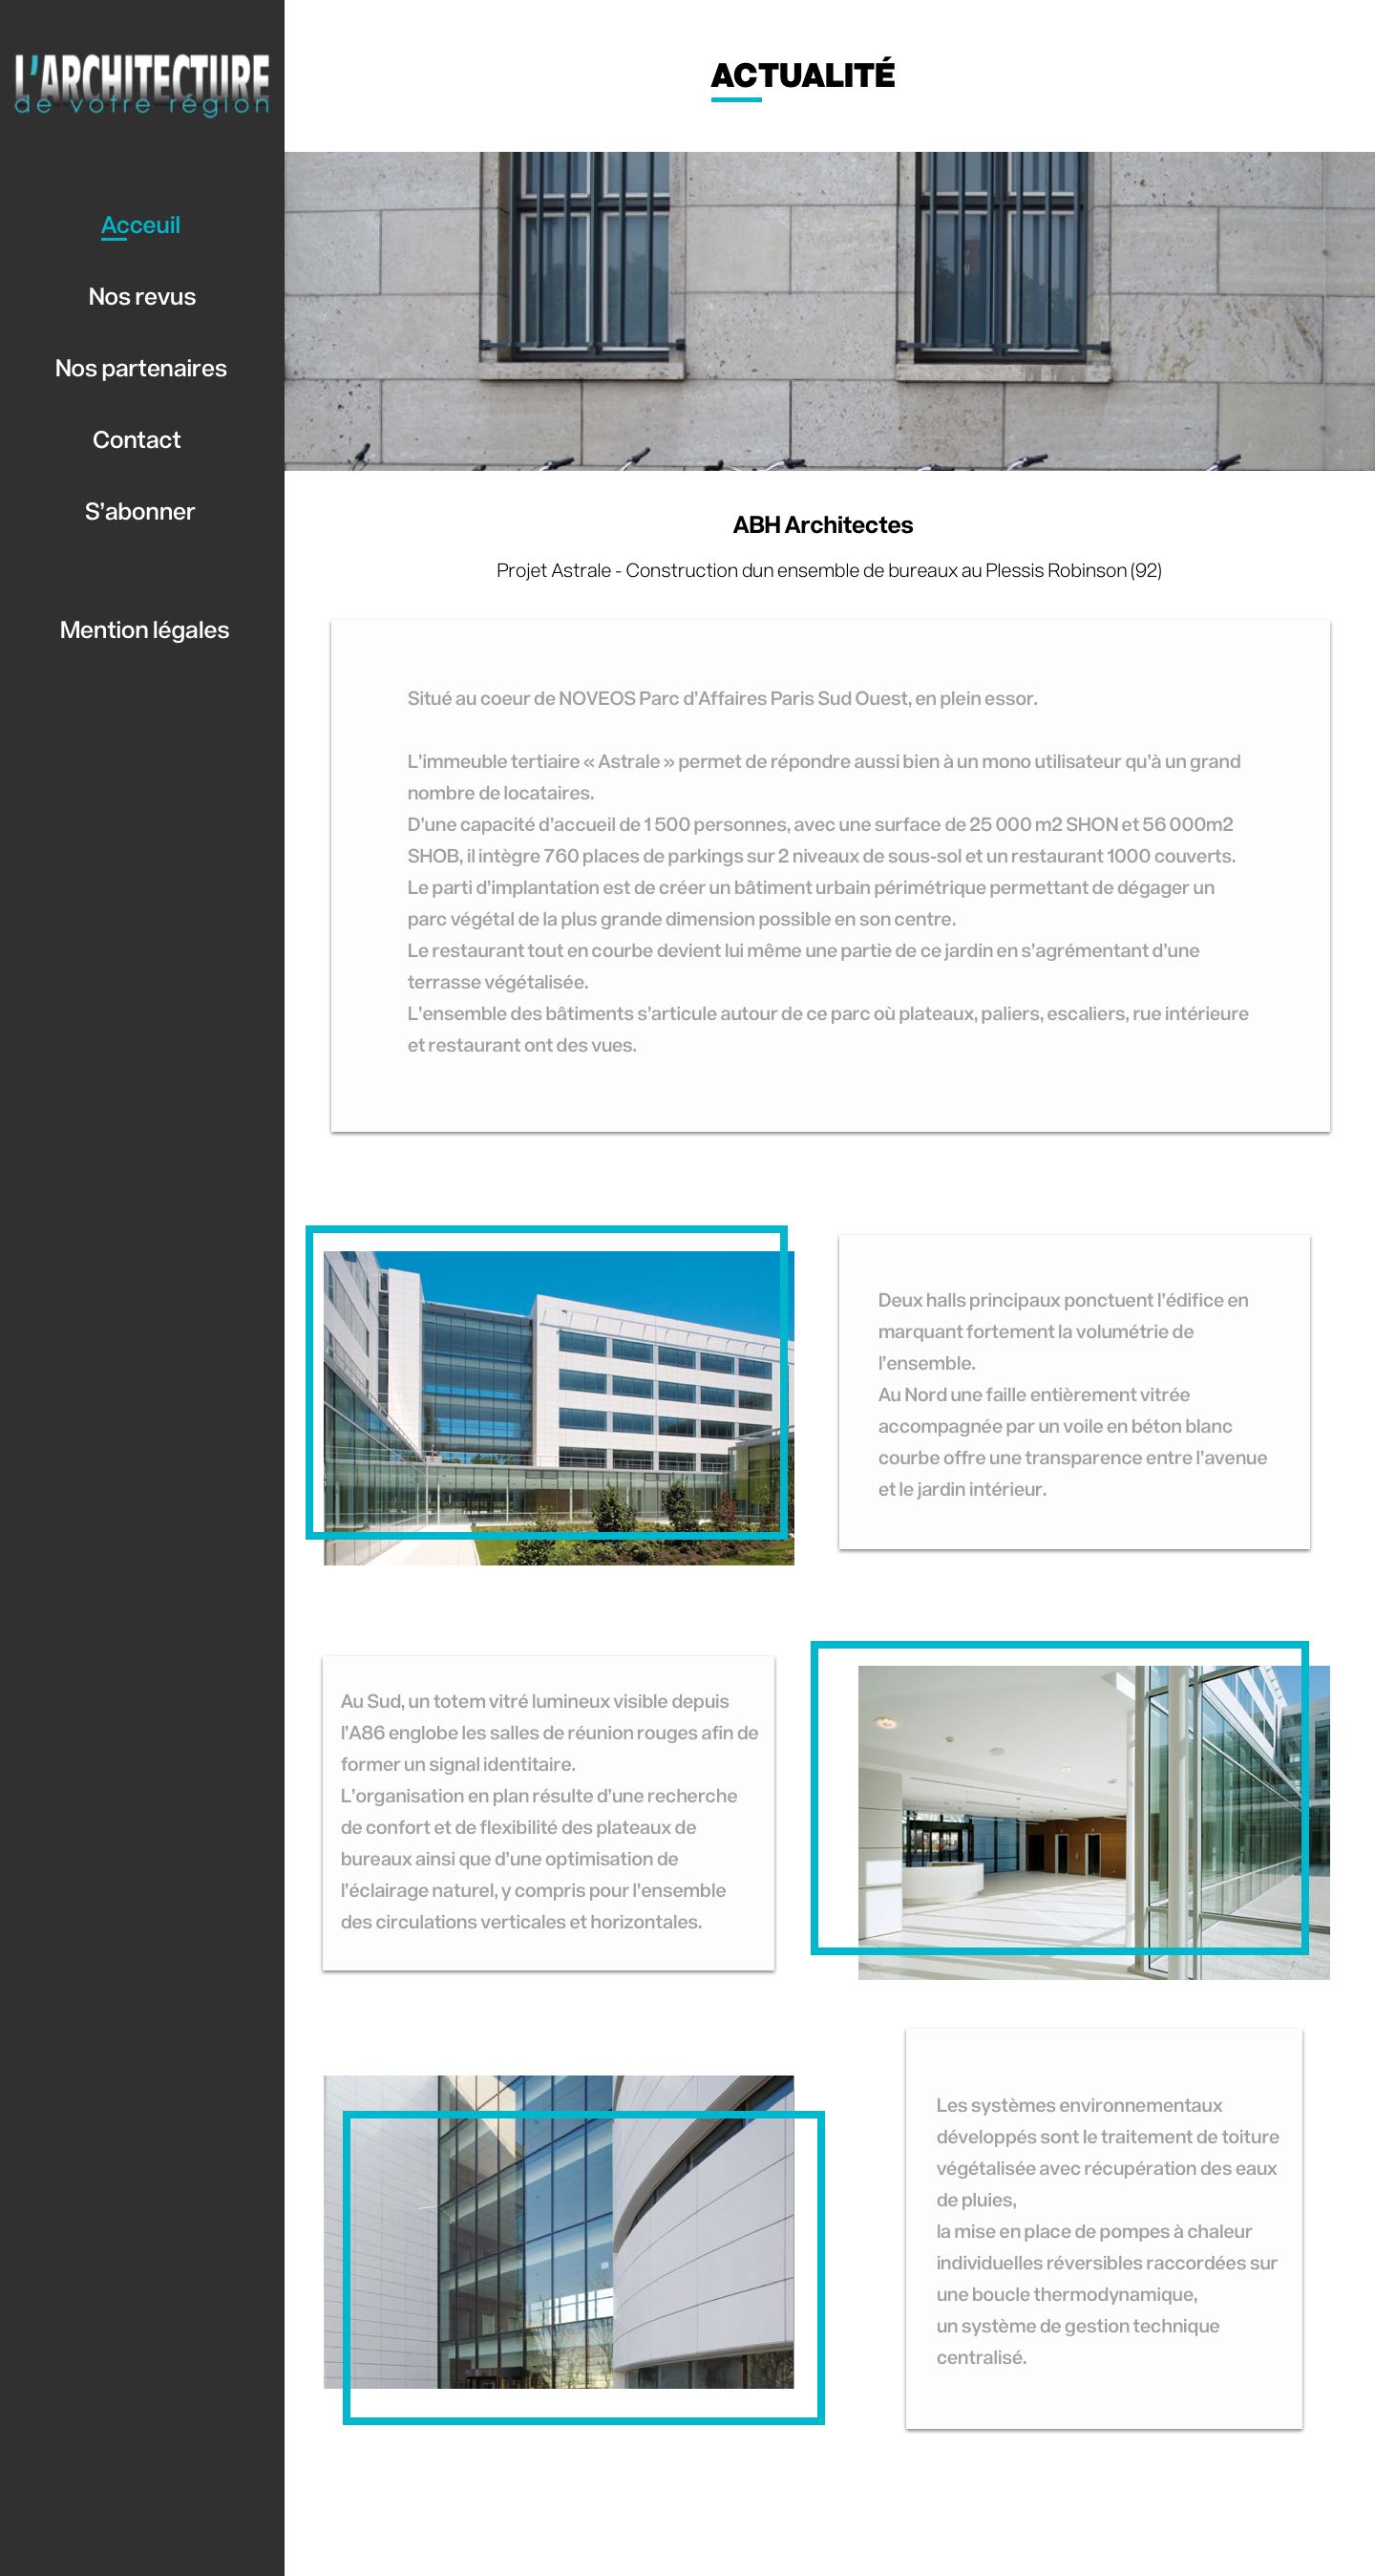 L'ARCHITECTURE
de votre région
Acceuil
Nos revus
Nos partenaires
Contact
S'abonner
Mention légales
ACTUALITÉ
ABH Architectes
Projet Astrale - Construction dun ensemble de bureaux au Plessis Robinson (92)
Situé au coeur de NOVEOS Parc d'Affaires Paris Sud Ouest, en plein essor.
L'immeuble tertiaire « Astrale » permet de répondre aussi bien à un mono utilisateur qu'à un grand
nombre de locataires.
D'une capacité d'accueil de 1 500 personnes, avec une surface de 25 000 m2 SHON et 56 000m2
SHOB, il intègre 760 places de parkings sur 2 niveaux de sous-sol et un restaurant 1000 couverts.
Le parti d'implantation est de créer un bâtiment urbain périmétrique permettant de dégager un
parc végétal de la plus grande dimension possible en son centre.
Le restaurant tout en courbe devient lui même une partie de ce jardin en s'agrémentant d'une
terrasse végétalisée.
L'ensemble des bâtiments s'articule autour de ce parc où plateaux, paliers, escaliers, rue intérieure
et restaurant ont des vues.
Deux halls principaux ponctuent l'édifice en
marquant fortement la volumétrie de
l'ensemble.
Au Nord une faille entièrement vitrée
accompagnée par un voile en béton blanc
courbe offre une transparence entre l'avenue
et le jardin intérieur.
Au Sud, un totem vitré lumineux visible depuis
l'A86 englobe les salles de réunion rouges afin de
former un signal identitaire.
L'organisation en plan résulte d'une recherche
de confort et de flexibilité des plateaux de
bureaux ainsi que d'une optimisation de
l'éclairage naturel, y compris pour l'ensemble
des circulations verticales et horizontales.
Les systèmes environnementaux
développés sont le traitement de toiture
végétalisée avec récupération des eaux
de pluies,
la mise en place de pompes à chaleur
individuelles réversibles raccordées sur
une boucle thermodynamique,
un système de gestion technique
centralisé.